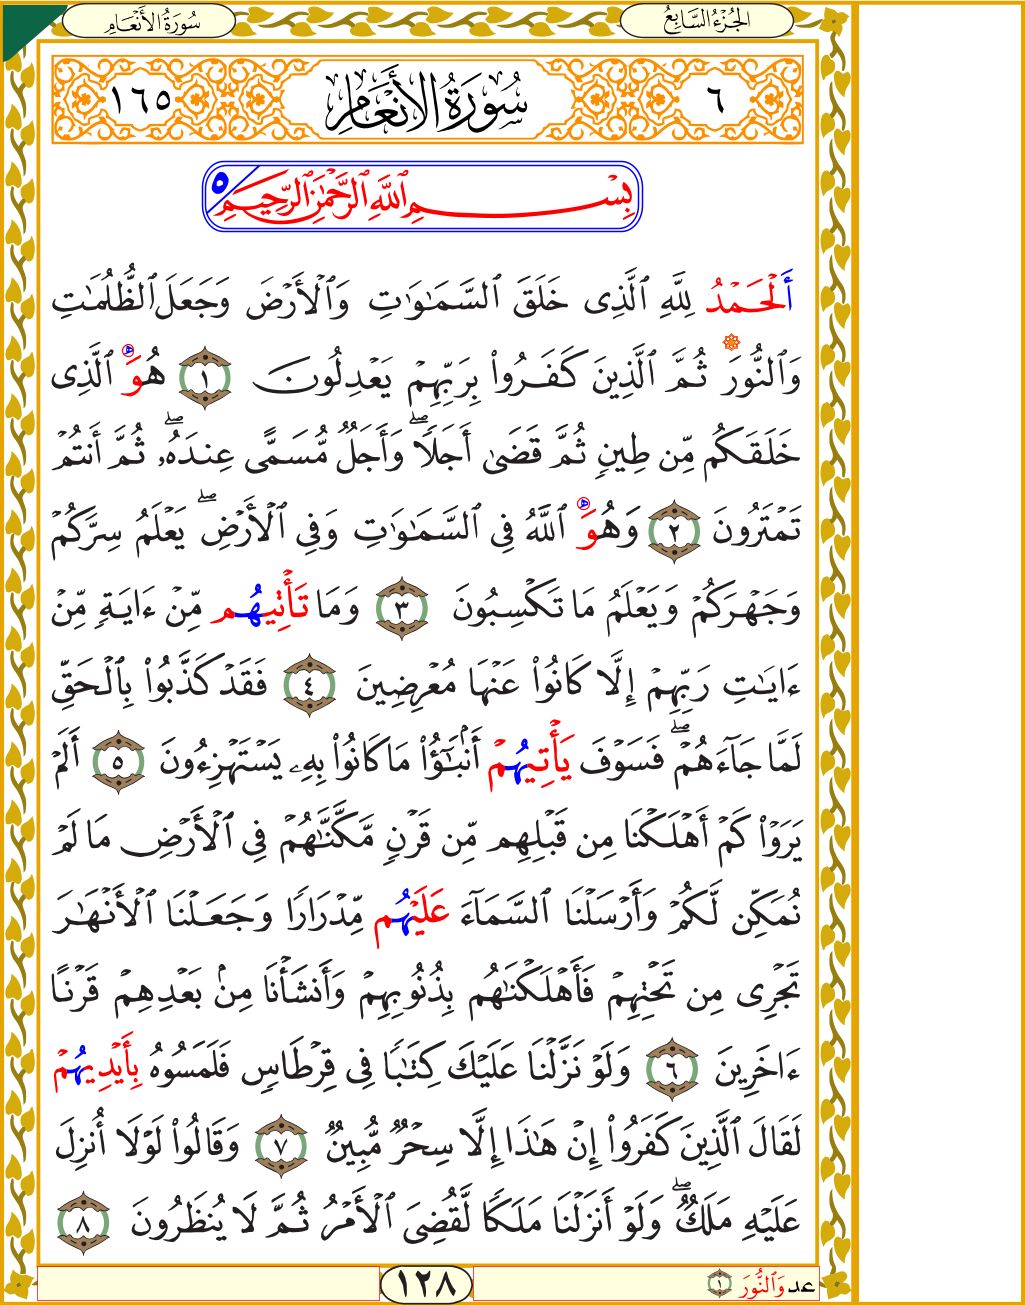 الجُزْءُ السَّابِعُ
سُورَةُ الأَنْعَامِ
٦
سُورَةُ الأَنْعَامِ
١٦٥
بِسْمِ ٱللَّهِ ٱلرَّحْمَٰنِ ٱلرَّحِيمِ ٥
أَلْحَمْدُ لِلَّهِ ٱلَّذِى خَلَقَ ٱلسَّمَٰوَٰتِ وَٱلْأَرْضَ وَجَعَلَ ٱلظُّلُمَٰتِ
وَٱلنُّورَ ۖ ثُمَّ ٱلَّذِينَ كَفَرُوا۟ بِرَبِّهِمْ يَعْدِلُونَ ١ هُوَ ٱلَّذِى
خَلَقَكُم مِّن طِينٍ ثُمَّ قَضَىٰٓ أَجَلًا ۖ وَأَجَلٌ مُّسَمًّى عِندَهُۥ ۖ ثُمَّ أَنتُمْ
تَمْتَرُونَ ٢ وَهُوَ ٱللَّهُ فِى ٱلسَّمَٰوَٰتِ وَفِى ٱلْأَرْضِ ۖ يَعْلَمُ سِرَّكُمْ
وَجَهْرَكُمْ وَيَعْلَمُ مَا تَكْسِبُونَ ٣ وَمَا تَأْتِيهُم مِّنْ ءَايَةٍ مِّنْ
ءَايَٰتِ رَبِّهِمْ إِلَّا كَانُوا۟ عَنْهَا مُعْرِضِينَ ٤ فَقَدْ كَذَّبُوا۟ بِٱلْحَقِّ
لَمَّا جَآءَهُمْ ۖ فَسَوْفَ يَأْتِيهُمْ أَنۢبَٰٓؤُا۟ مَا كَانُوا۟ بِهِۦ يَسْتَهْزِءُونَ ٥ أَلَمْ
يَرَوْا۟ كَمْ أَهْلَكْنَا مِن قَبْلِهِم مِّن قَرْنٍ مَّكَّنَّٰهُمْ فِى ٱلْأَرْضِ مَا لَمْ
نُمَكِّن لَّكُمْ وَأَرْسَلْنَا ٱلسَّمَآءَ عَلَيْهُم مِّدْرَارًا وَجَعَلْنَا ٱلْأَنْهَٰرَ
تَجْرِى مِن تَحْتِهِمْ فَأَهْلَكْنَٰهُم بِذُنُوبِهِمْ وَأَنشَأْنَا مِنۢ بَعْدِهِمْ قَرْنًا
ءَاخَرِينَ ٦ وَلَوْ نَزَّلْنَا عَلَيْكَ كِتَٰبًا فِى قِرْطَاسٍ فَلَمَسُوهُ بِأَيْدِيهُمْ
لَقَالَ ٱلَّذِينَ كَفَرُوٓا۟ إِنْ هَٰذَآ إِلَّا سِحْرٌ مُّبِينٌ ٧ وَقَالُوا۟ لَوْلَآ أُنزِلَ
عَلَيْهِ مَلَكٌ ۖ وَلَوْ أَنزَلْنَا مَلَكًا لَّقُضِىَ ٱلْأَمْرُ ثُمَّ لَا يُنظَرُونَ ٨
عد وَٱلنُّورَ ١
١٢٨